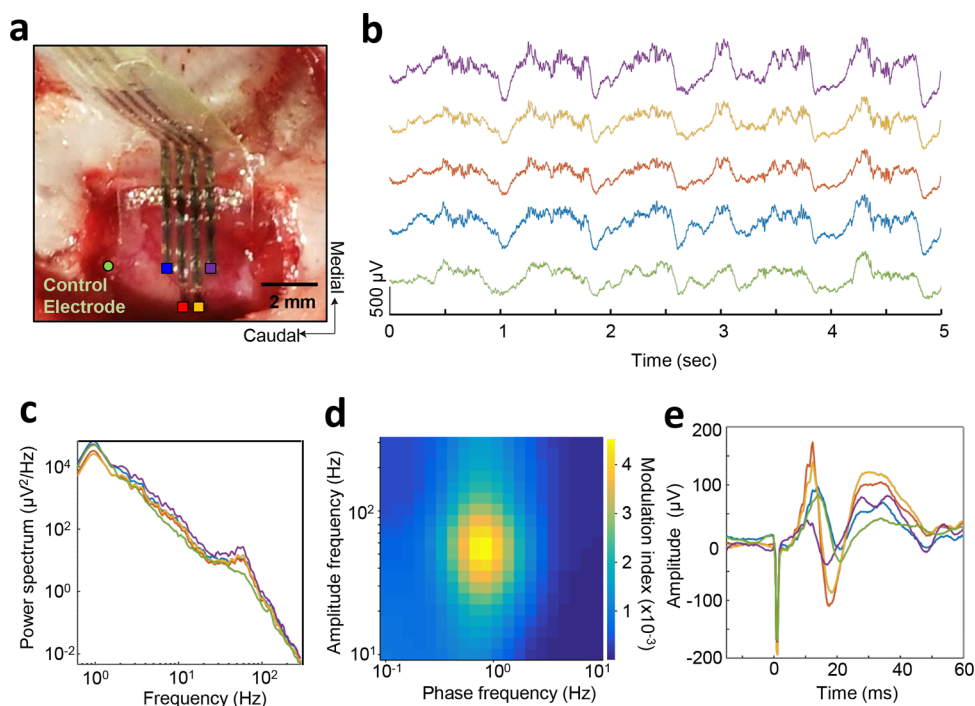 a
Control
Electrode
2 mm
Medial
Caudal
b
500 µV
0 1 2 3 4 5
Time (sec)
c
Power spectrum (µV²/Hz)
10⁴
10²
10⁰
10⁻²
10⁰ 10¹ 10²
Frequency (Hz)
d
Amplitude frequency (Hz)
10²
10¹
10⁻¹ 10⁰ 10¹
Phase frequency (Hz)
4
3
2
1
Modulation index (x10⁻³)
e
Amplitude (µV)
200
100
0
-100
-200
0 20 40 60
Time (ms)